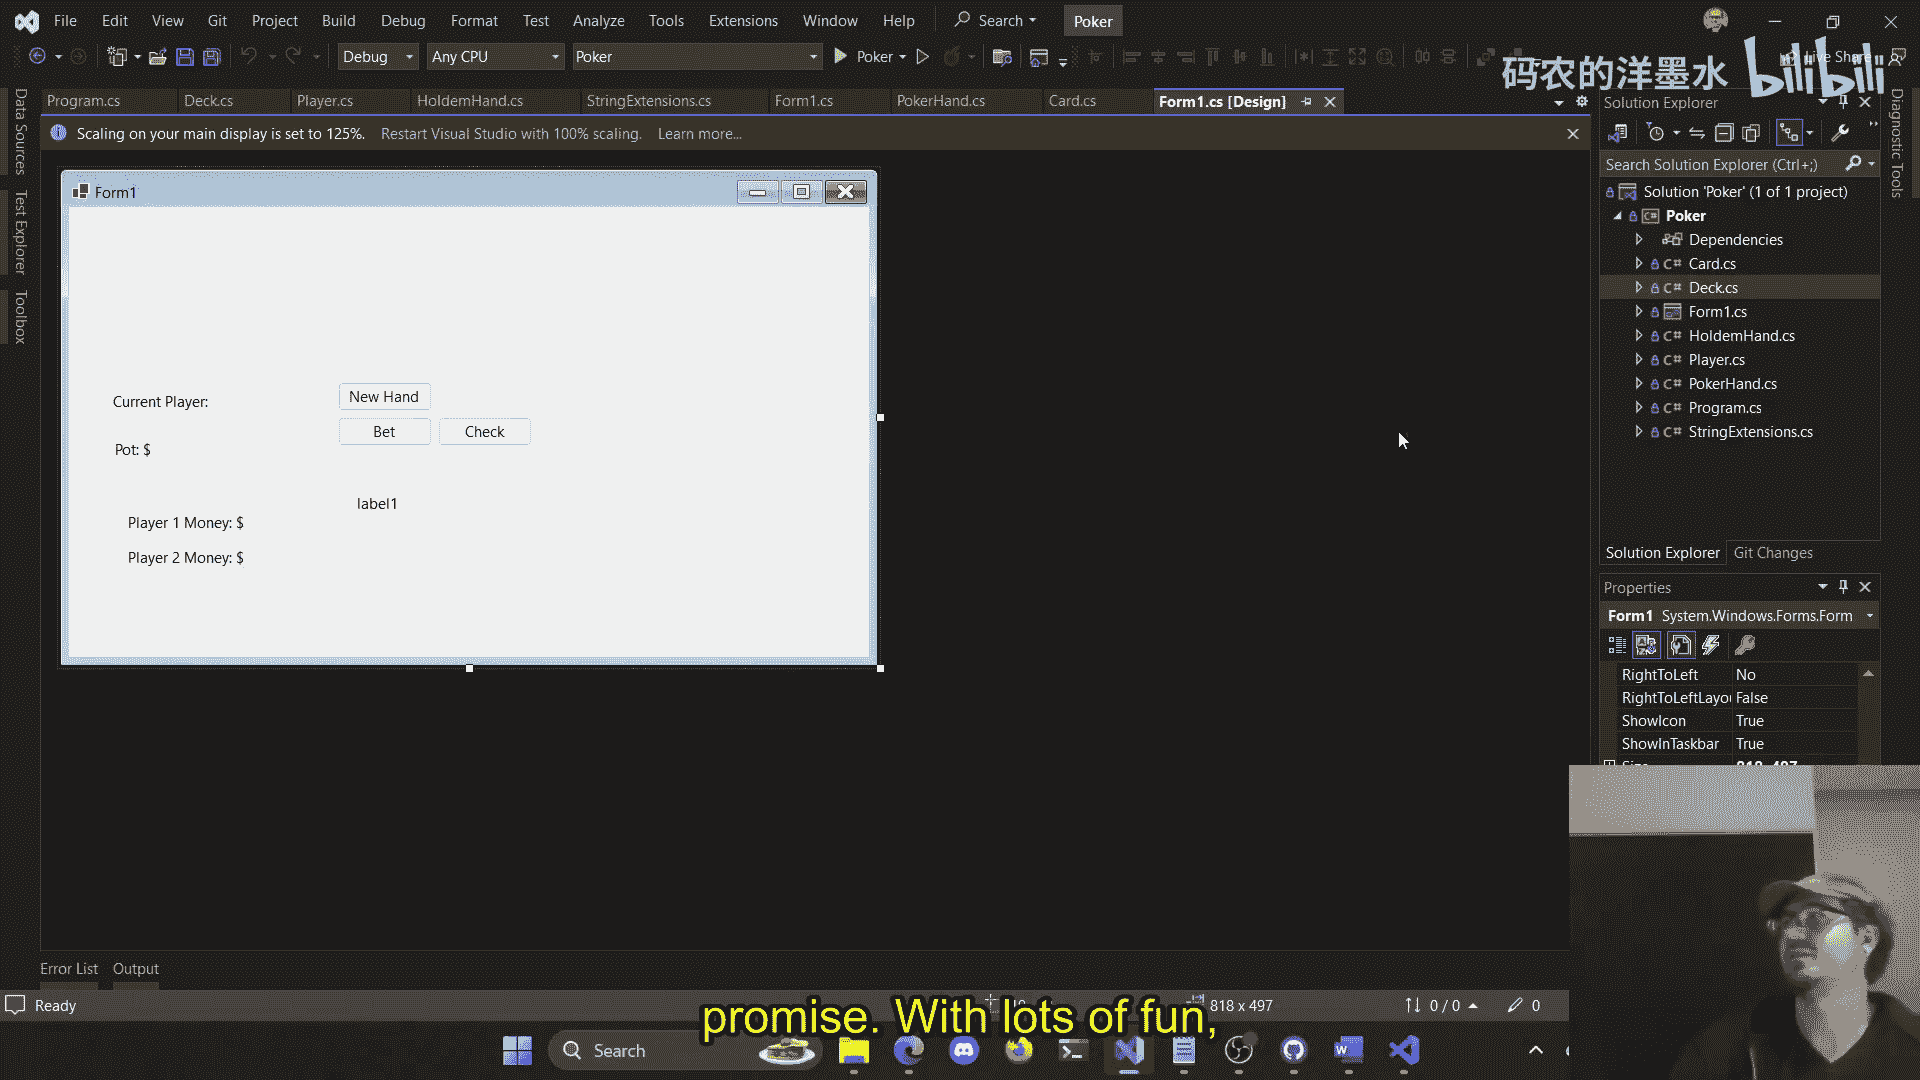 File Edit View Git Project Build Debug Format Test Analyze Tools Extensions Window Help Search Poker
Debug Any CPU Poker Poker Live Share
码农的洋墨水 bilibili
Program.cs Deck.cs Player.cs HoldemHand.cs StringExtensions.cs Form1.cs PokerHand.cs Card.cs Form1.cs [Design]
Scaling on your main display is set to 125%. Restart Visual Studio with 100% scaling. Learn more...
Data Sources
Test Explorer
Toolbox
Form1
Current Player:
New Hand
Bet Check
Pot: $
label1
Player 1 Money: $
Player 2 Money: $
Solution Explorer
Search Solution Explorer (Ctrl+;)
Solution 'Poker' (1 of 1 project)
Poker
Dependencies
C# Card.cs
C# Deck.cs
Form1.cs
C# HoldemHand.cs
C# Player.cs
C# PokerHand.cs
C# Program.cs
C# StringExtensions.cs
Solution Explorer Git Changes
Diagnostic Tools
Properties
Form1 System.Windows.Forms.Form
RightToLeft No
RightToLeftLayou False
ShowIcon True
ShowInTaskbar True
Error List Output
Ready
818 x 497
0 / 0
0
promise. With lots of fun,
Search